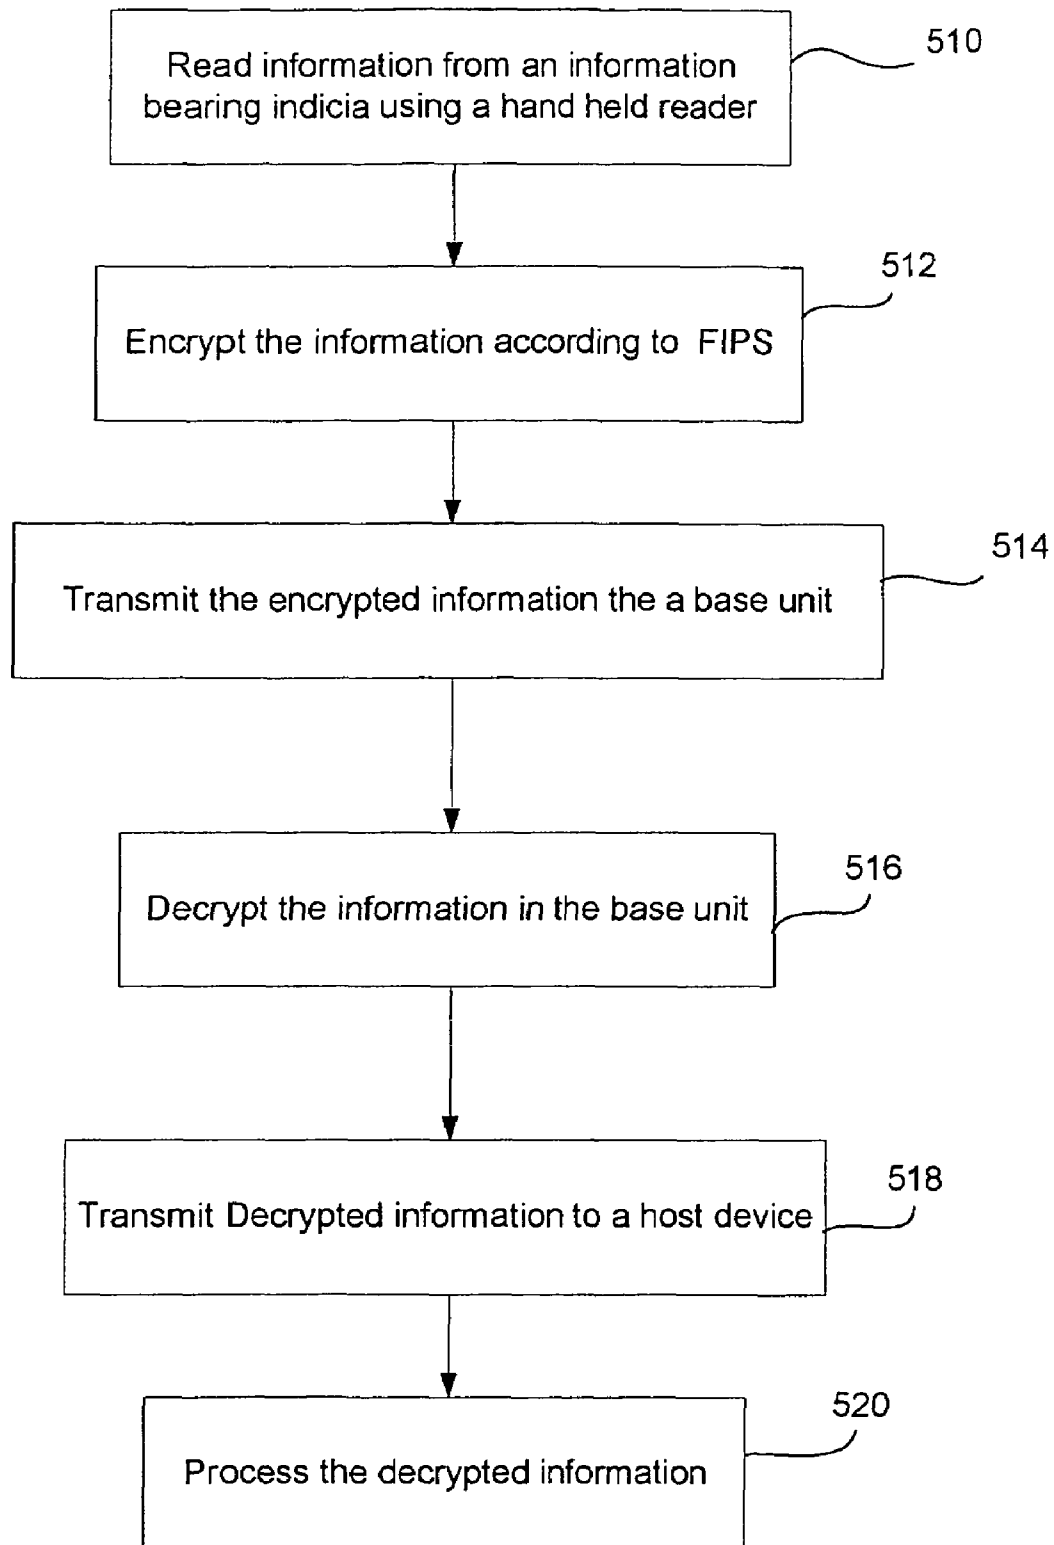 510
Read information from an information
bearing indicia using a hand held reader
512
Encrypt the information according to FIPS
514
Transmit the encrypted information the a base unit
516
Decrypt the information in the base unit
518
Transmit Decrypted information to a host device
520
Process the decrypted information